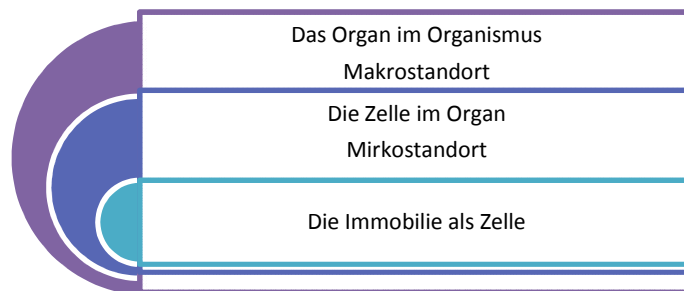 Das Organ im Organismus
Makrostandort
Die Zelle im Organ
Mirkostandort
Die Immobilie als Zelle